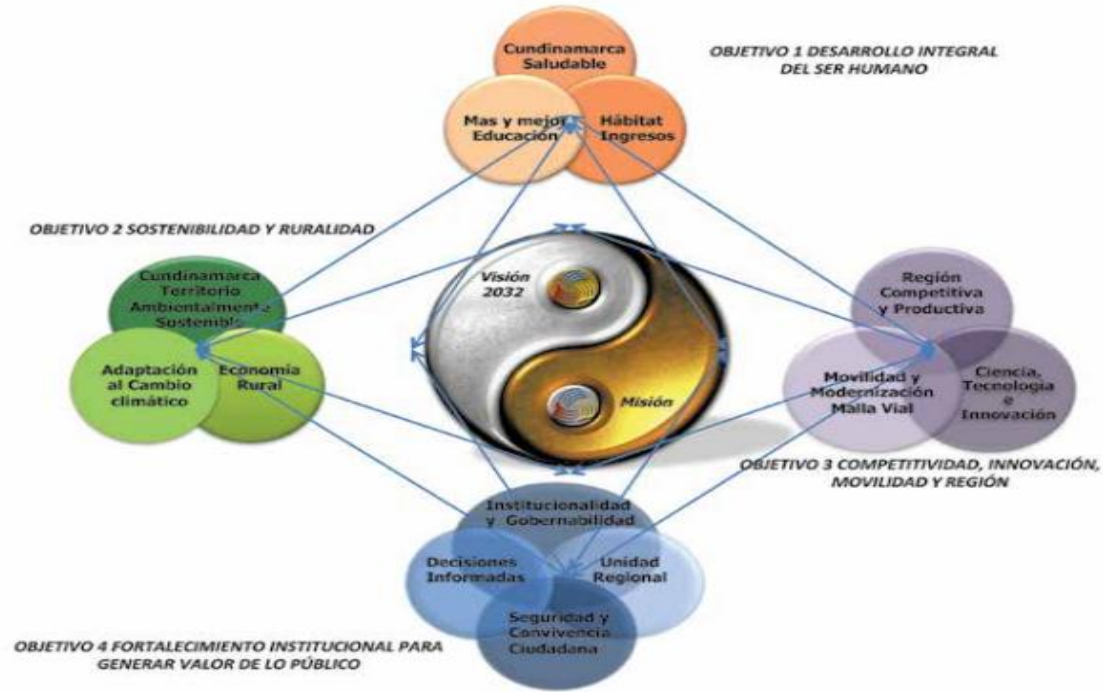 Cundinamarca
Saludable
OBJETIVO 1 DESARROLLO INTEGRAL
DEL SER HUMANO
Mas y mejor
Educación
Hábitat
Ingresos
OBJETIVO 2 SOSTENIBILIDAD Y RURALIDAD
Cundinamarca
Territorio
Ambientalmente
Sostenible
Adaptación
al Cambio
climático
Economía
Rural
Visión
2032
Misión
Región
Competitiva
y Productiva
Movilidad y
Modernización
Malla Vial
Ciencia,
Tecnología
e
Innovación
OBJETIVO 3 COMPETITIVIDAD, INNOVACIÓN,
MOVILIDAD Y REGIÓN
Institucionalidad
y Gobernabilidad
Decisiones
Informadas
Unidad
Regional
Seguridad y
Convivencia
Ciudadana
OBJETIVO 4 FORTALECIMIENTO INSTITUCIONAL PARA
GENERAR VALOR DE LO PÚBLICO